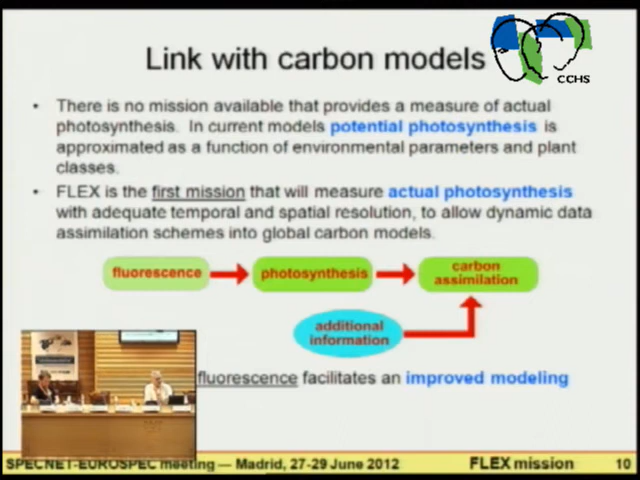 Link with carbon models
CCHS
• There is no mission available that provides a measure of actual
photosynthesis. In current models potential photosynthesis is
approximated as a function of environmental parameters and plant
classes.
• FLEX is the first mission that will measure actual photosynthesis
with adequate temporal and spatial resolution, to allow dynamic data
assimilation schemes into global carbon models.
fluorescence
photosynthesis
carbon
assimilation
additional
information
fluorescence facilitates an improved modeling
SPECNET-EUROSPEC meeting — Madrid, 27-29 June 2012
FLEX mission
10